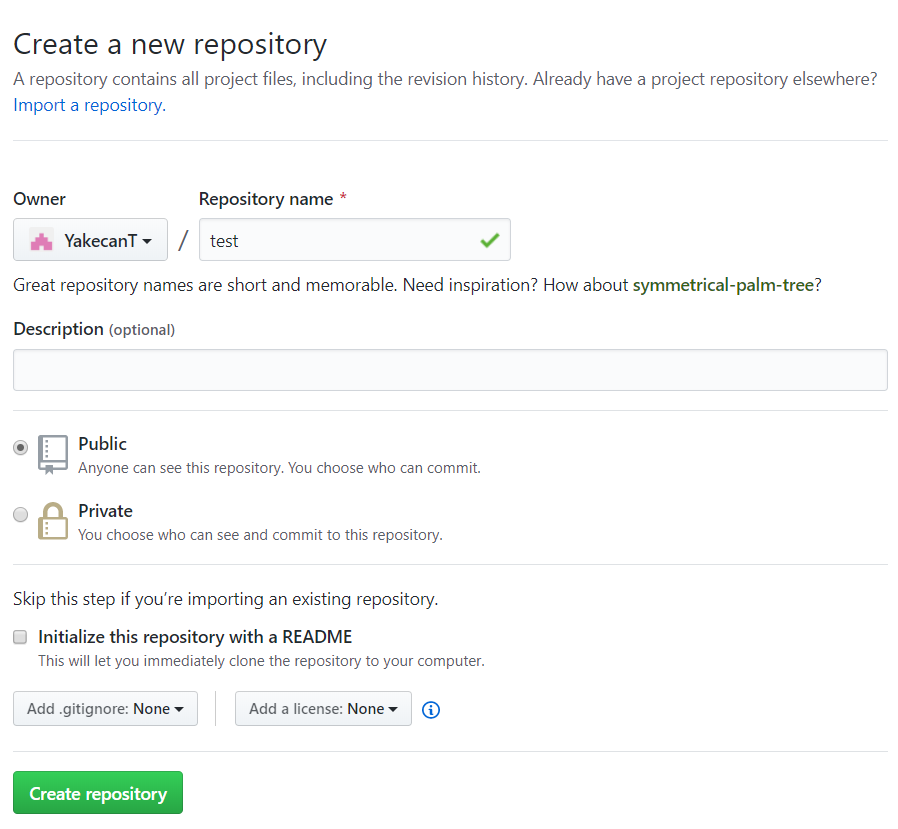 Create a new repository
A repository contains all project files, including the revision history. Already have a project repository elsewhere?
Import a repository.
Owner
Repository name *
YakecanT / test
Great repository names are short and memorable. Need inspiration? How about symmetrical-palm-tree?
Description (optional)
Public
Anyone can see this repository. You choose who can commit.
Private
You choose who can see and commit to this repository.
Skip this step if you’re importing an existing repository.
Initialize this repository with a README
This will let you immediately clone the repository to your computer.
Add .gitignore: None
Add a license: None
Create repository